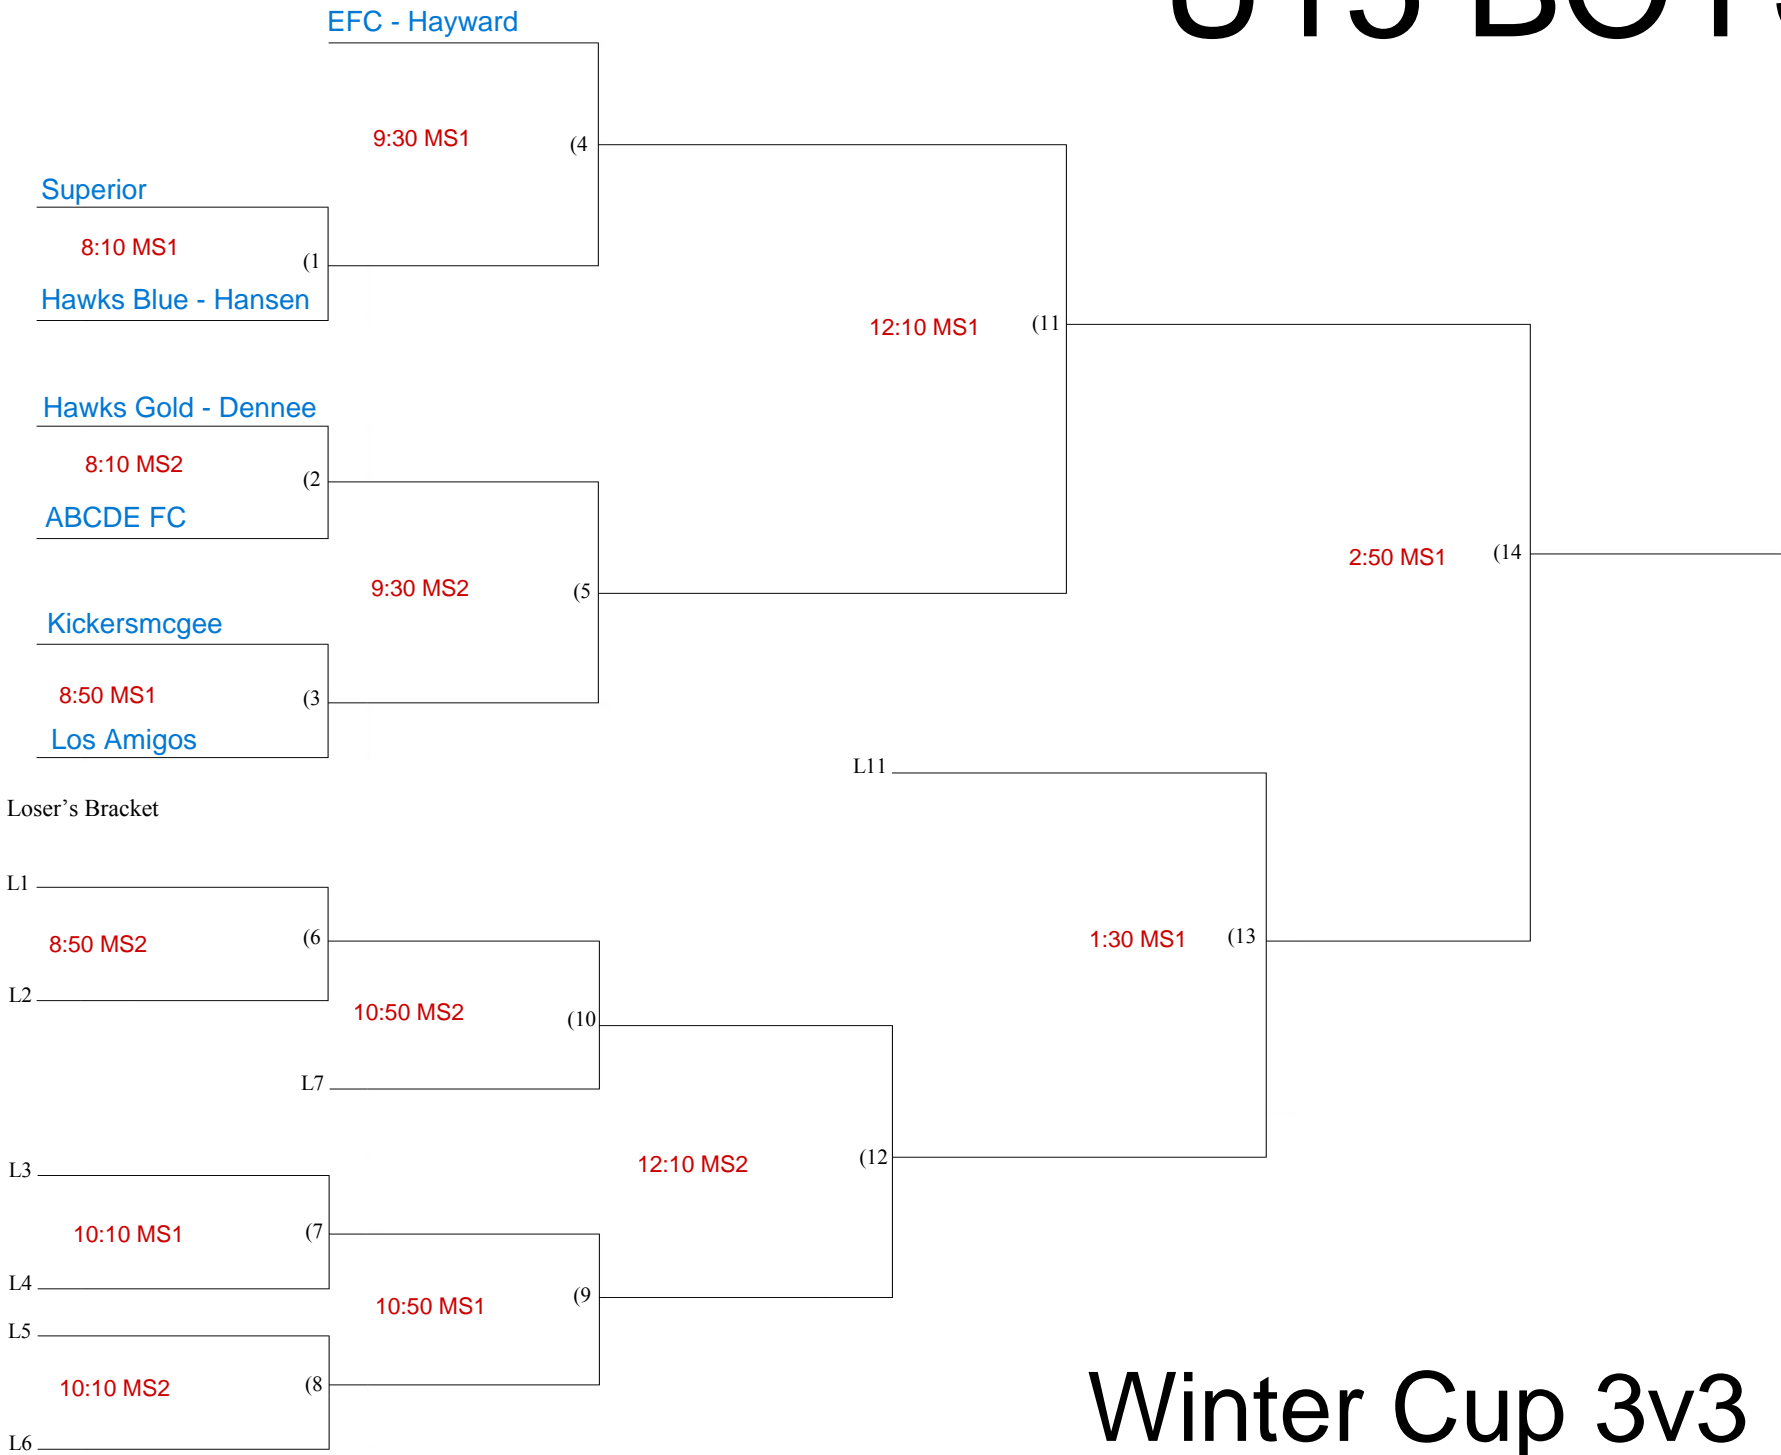 U15 BOYS
EFC - Hayward
9:30 MS1
(4
Superior
8:10 MS1
(1
Hawks Blue - Hansen
12:10 MS1
(11
Hawks Gold - Dennee
8:10 MS2
(2
ABCDE FC
2:50 MS1
(14
9:30 MS2
(5
Kickersmcgee
8:50 MS1
(3
Los Amigos
L11
Loser’s Bracket
L1
8:50 MS2
(6
1:30 MS1
(13
L2
10:50 MS2
(10
L7
12:10 MS2
(12
L3
10:10 MS1
(7
L4
10:50 MS1
(9
L5
10:10 MS2
(8
L6
Winter Cup 3v3